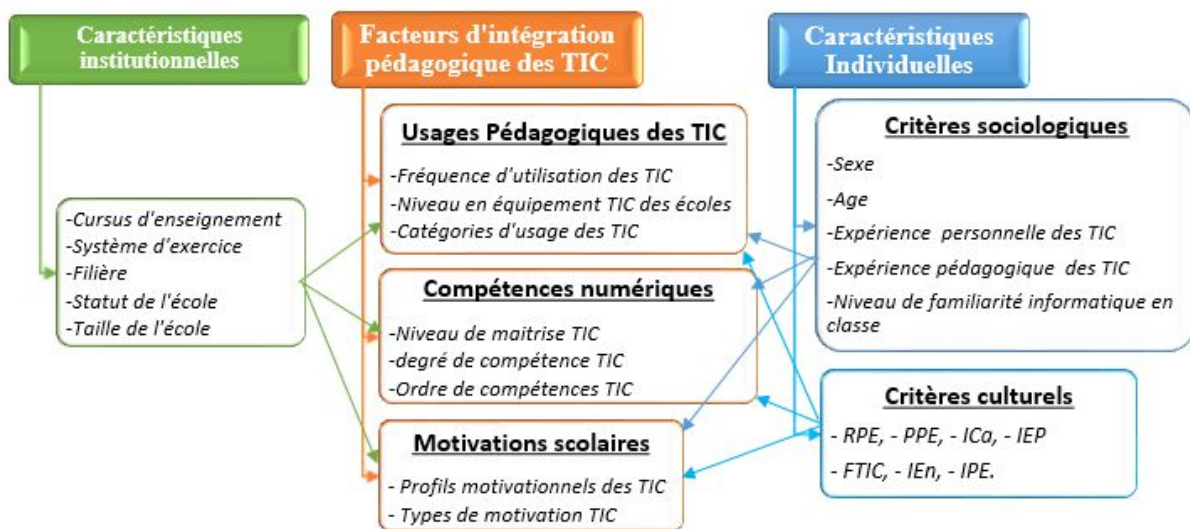 Caractéristiques
institutionnelles
-Cursus d'enseignement
-Système d'exercice
-Filière
-Statut de l'école
-Taille de l'école
Facteurs d'intégration
pédagogique des TIC
Usages Pédagogiques des TIC
-Fréquence d'utilisation des TIC
-Niveau en équipement TIC des écoles
-Catégories d'usage des TIC
Compétences numériques
-Niveau de maitrise TIC
-degré de compétence TIC
-Ordre de compétences TIC
Motivations scolaires
- Profils motivationnels des TIC
- Types de motivation TIC
Caractéristiques
Individuelles
Critères sociologiques
-Sexe
-Age
-Expérience personnelle des TIC
-Expérience pédagogique des TIC
-Niveau de familiarité informatique en
classe
Critères culturels
- RPE, - PPE, - ICa, - IEP
- FTIC, - IEn, - IPE.